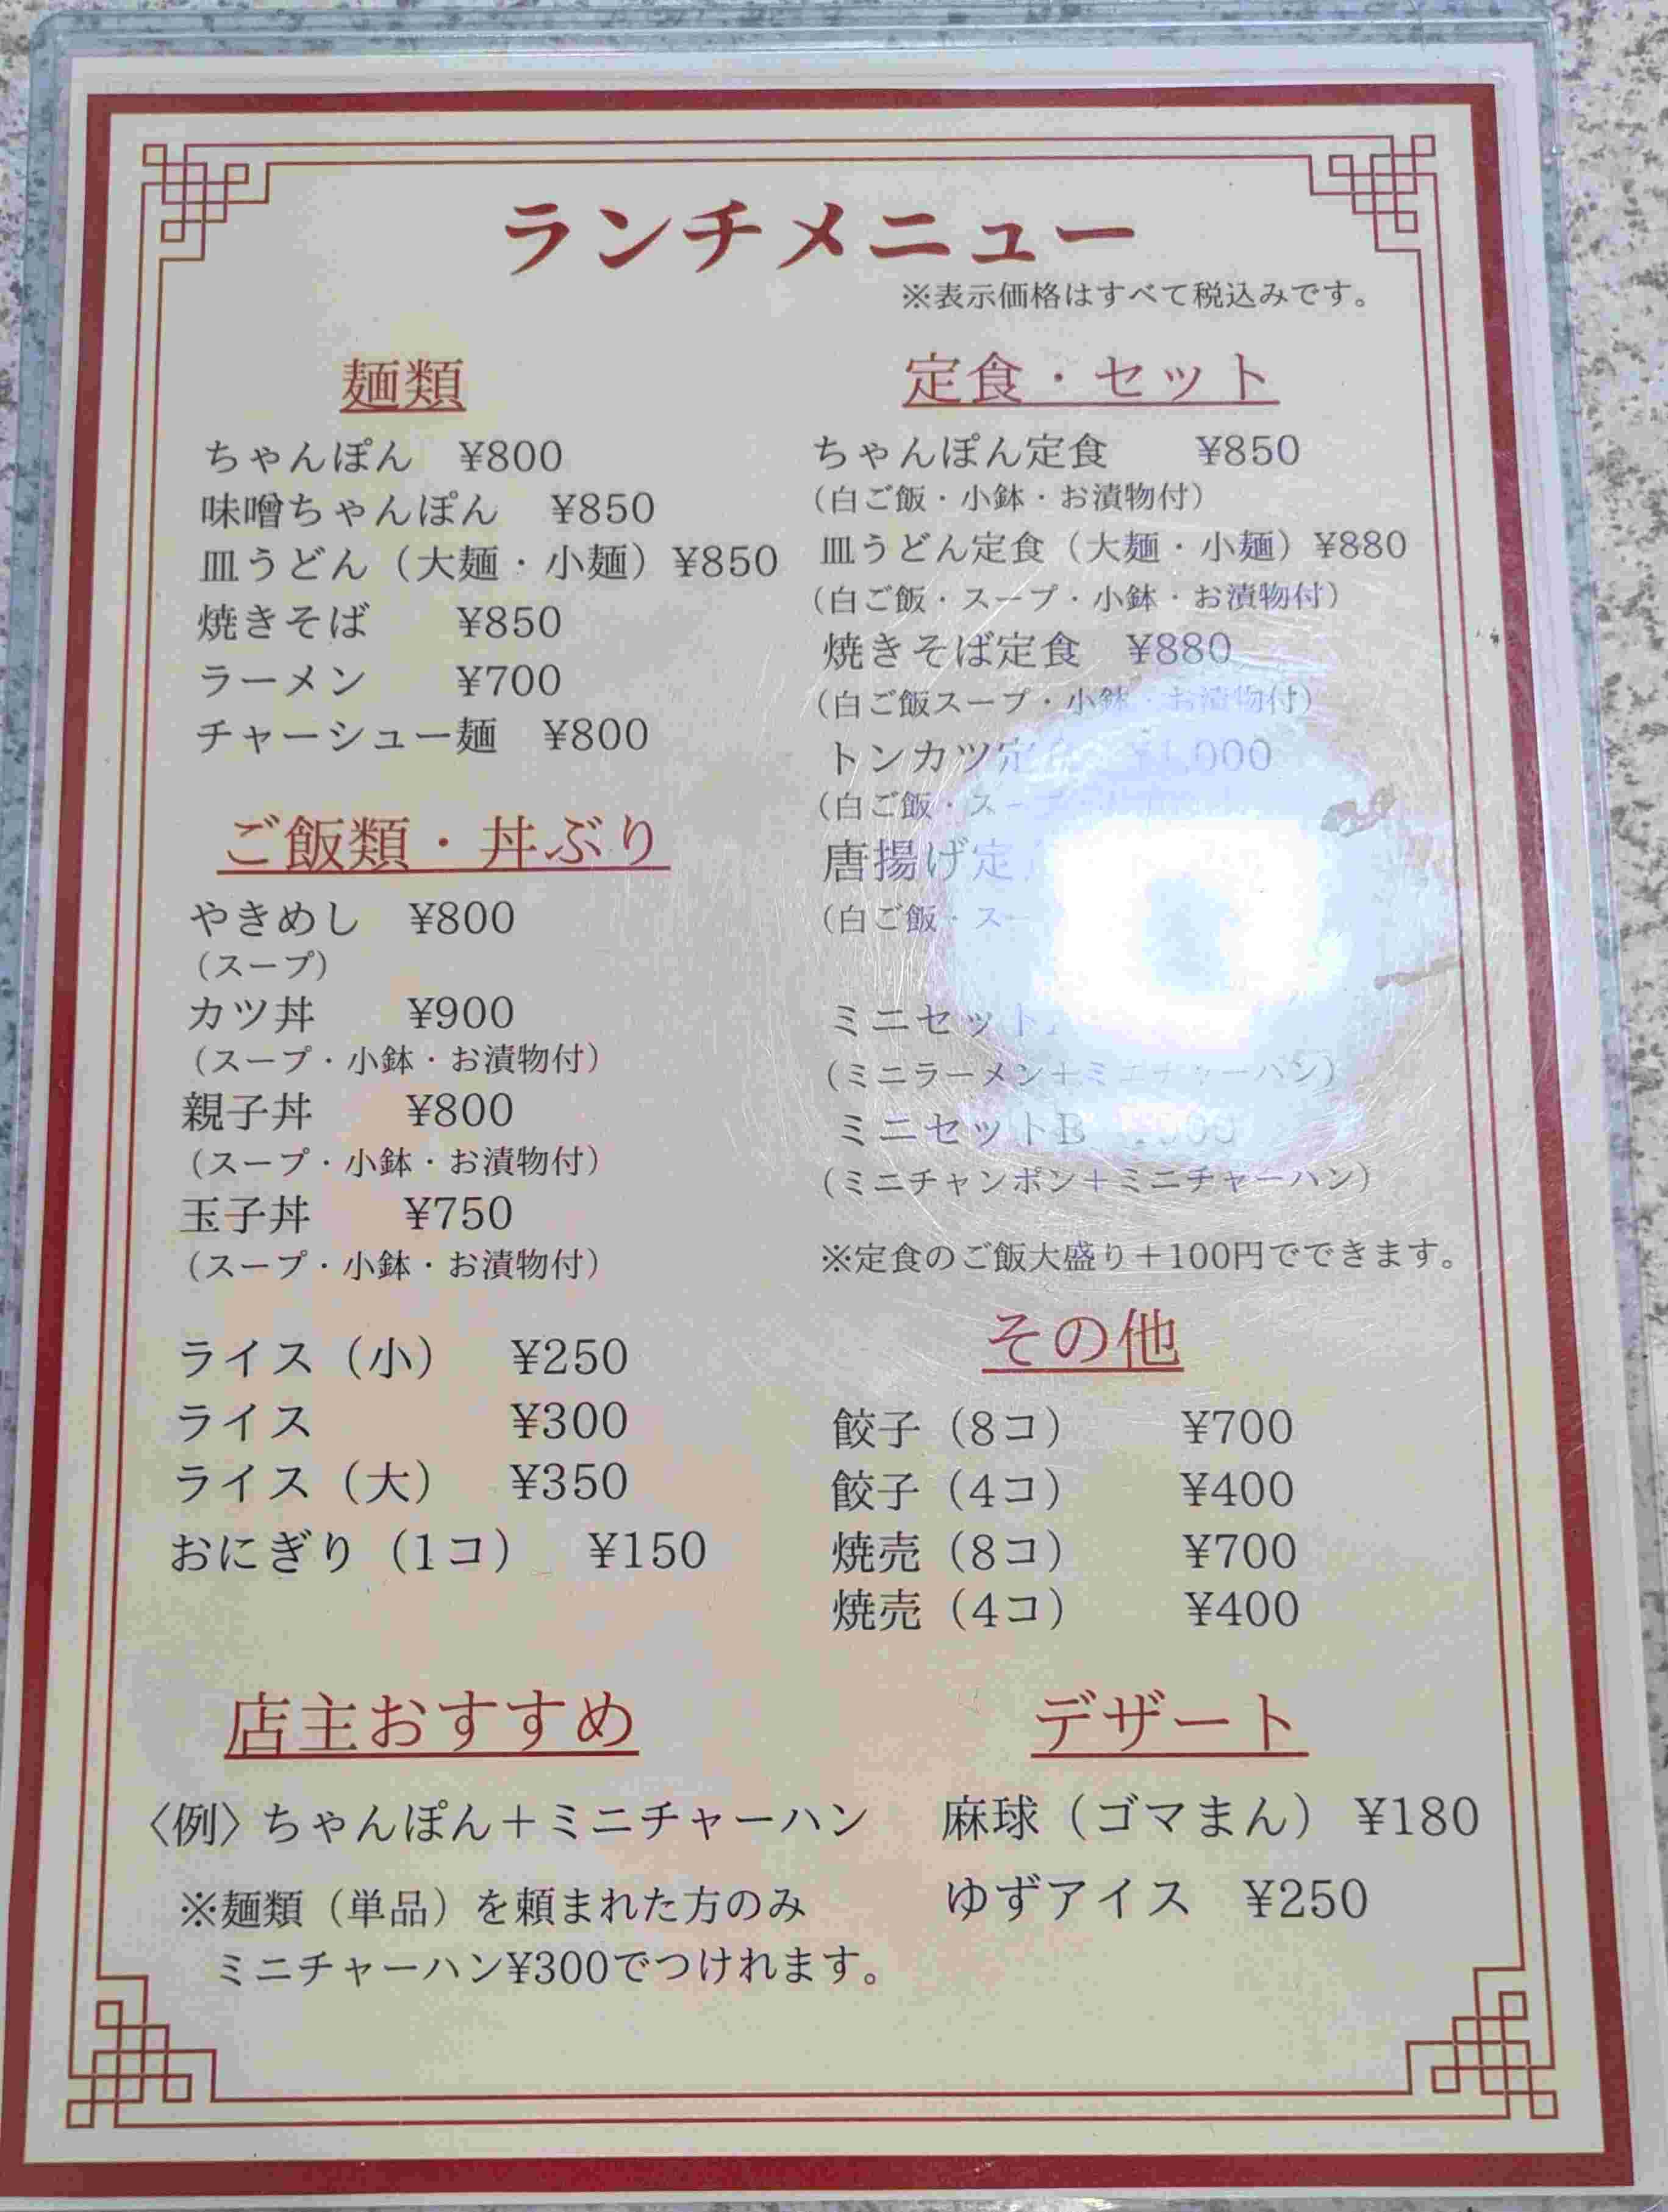 ランチメニュー
※表示価格はすべて税込みです。
麺類
ちゃんぽん ¥800
味噌ちゃんぽん ¥850
皿うどん（大麺・小麺）¥850
焼きそば ¥850
ラーメン ¥700
チャーシュー麺 ¥800
ご飯類・丼ぶり
やきめし ¥800
（スープ）
カツ丼 ¥900
（スープ・小鉢・お漬物付）
親子丼 ¥800
（スープ・小鉢・お漬物付）
玉子丼 ¥750
（スープ・小鉢・お漬物付）
ライス（小） ¥250
ライス ¥300
ライス（大） ¥350
おにぎり（1コ） ¥150
店主おすすめ
〈例〉ちゃんぽん＋ミニチャーハン
※麺類（単品）を頼まれた方のみ
ミニチャーハン¥300でつけれます。
定食・セット
ちゃんぽん定食 ¥850
（白ご飯・小鉢・お漬物付）
皿うどん定食（大麺・小麺）¥880
（白ご飯・スープ・小鉢・お漬物付）
焼きそば定食 ¥880
（白ご飯スープ・小鉢・お漬物付）
トンカツ定 ¥1,000
（白ご飯・スー
唐揚げ定
（白ご飯・スー
ミニセット
（ミニラーメン＋ミニチャーハン）
ミニセットB
（ミニチャンポン＋ミニチャーハン）
※定食のご飯大盛り＋100円でできます。
その他
餃子（8コ） ¥700
餃子（4コ） ¥400
焼売（8コ） ¥700
焼売（4コ） ¥400
デザート
麻球（ゴマまん） ¥180
ゆずアイス ¥250